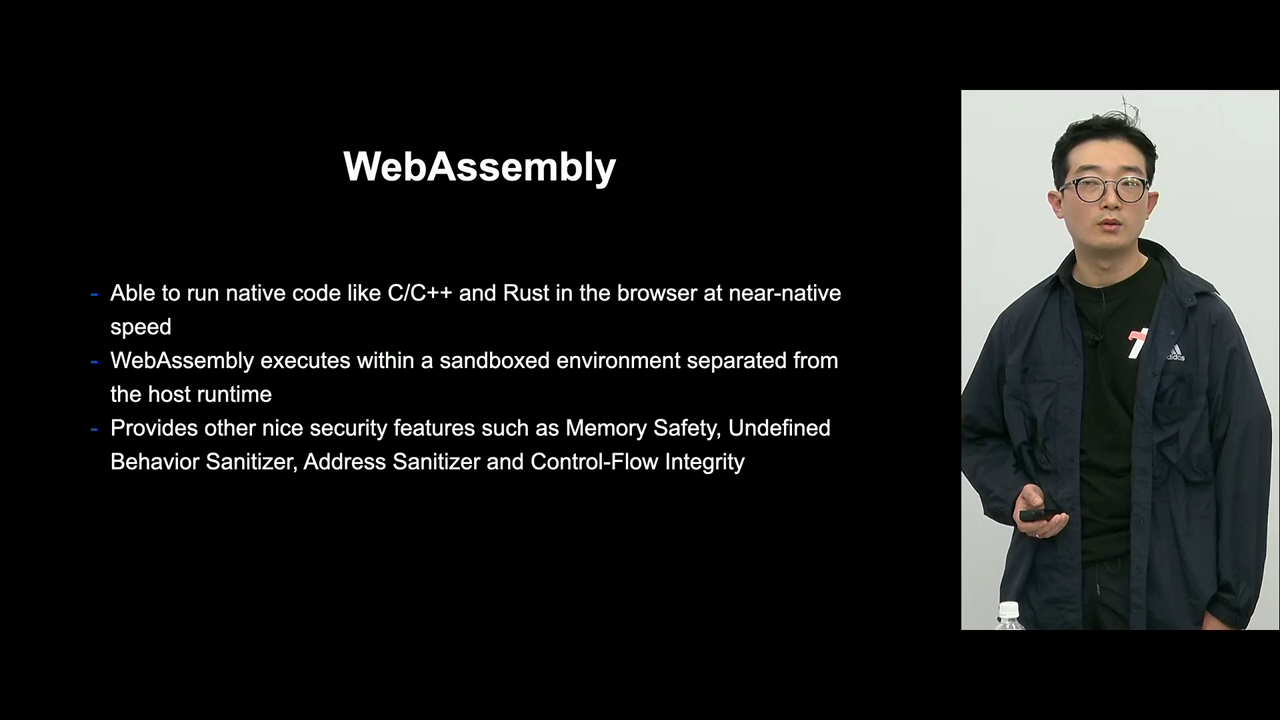 WebAssembly
- Able to run native code like C/C++ and Rust in the browser at near-native
speed
- WebAssembly executes within a sandboxed environment separated from
the host runtime
- Provides other nice security features such as Memory Safety, Undefined
Behavior Sanitizer, Address Sanitizer and Control-Flow Integrity
adidas